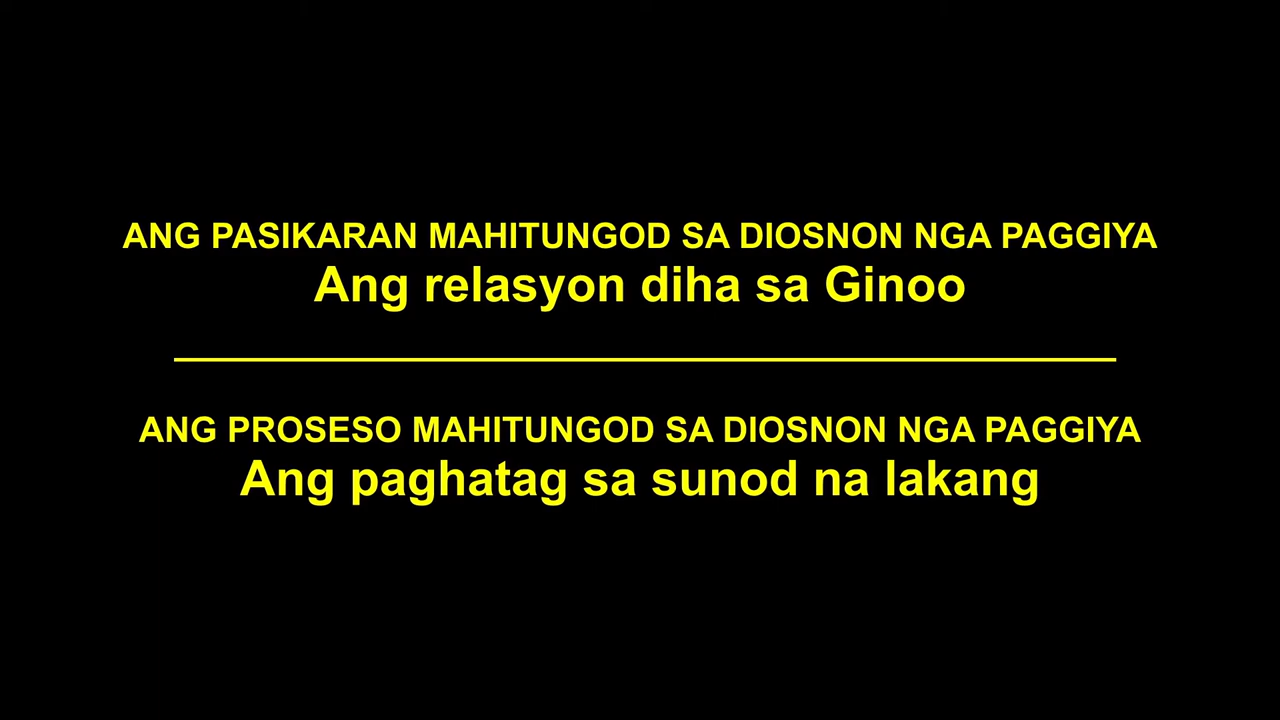 ANG PASIKARAN MAHITUNGOD SA DIOSNON NGA PAGGIYA
Ang relasyon diha sa Ginoo
ANG PROSESO MAHITUNGOD SA DIOSNON NGA PAGGIYA
Ang paghatag sa sunod na lakang